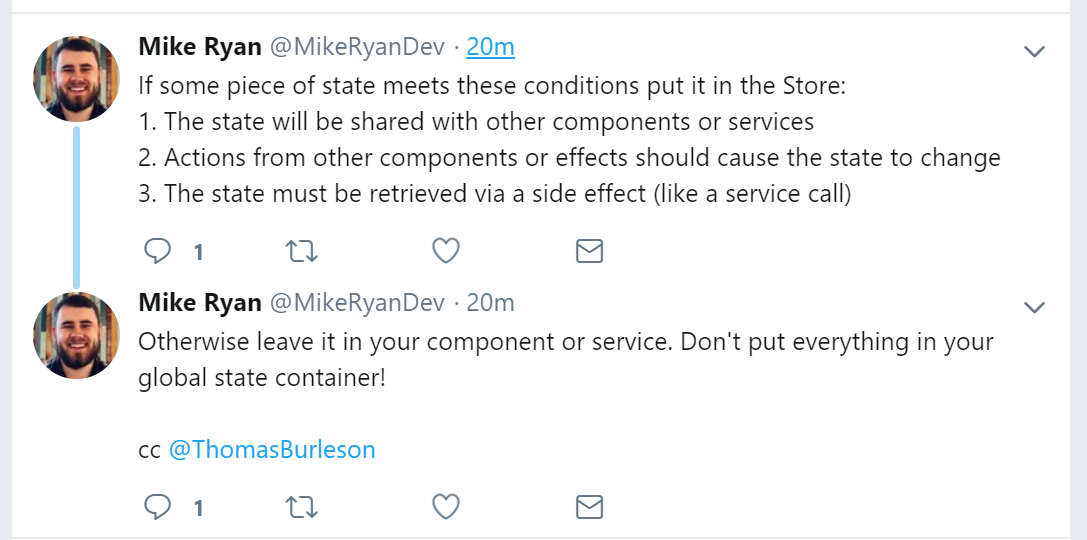 Mike Ryan @MikeRyanDev · 20m
If some piece of state meets these conditions put it in the Store:
1. The state will be shared with other components or services
2. Actions from other components or effects should cause the state to change
3. The state must be retrieved via a side effect (like a service call)
1
Mike Ryan @MikeRyanDev · 20m
Otherwise leave it in your component or service. Don't put everything in your
global state container!
cc @ThomasBurleson
1